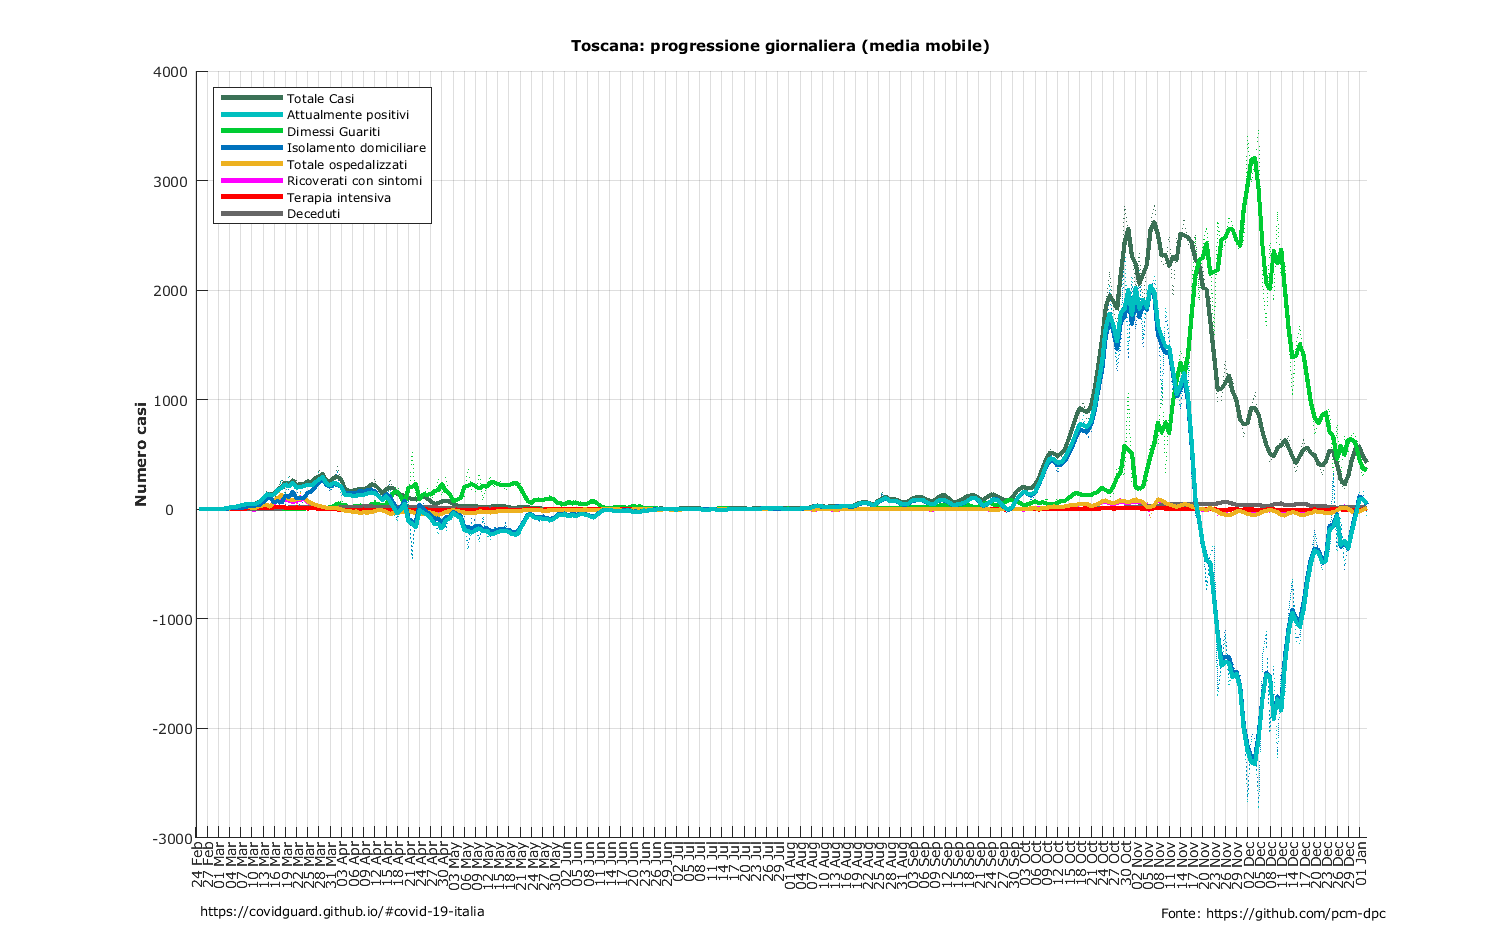 Toscana: progressione giornaliera (media mobile)
4000
3000
2000
1000
0
-1000
-2000
-3000
Numero casi
Totale Casi
Attualmente positivi
Dimessi Guariti
Isolamento domiciliare
Totale ospedalizzati
Ricoverati con sintomi
Terapia intensiva
Deceduti
24 Feb
27 Feb
01 Mar
04 Mar
07 Mar
10 Mar
13 Mar
16 Mar
19 Mar
22 Mar
25 Mar
28 Mar
31 Mar
03 Apr
06 Apr
09 Apr
12 Apr
15 Apr
18 Apr
21 Apr
24 Apr
27 Apr
30 Apr
03 May
06 May
09 May
12 May
15 May
18 May
21 May
24 May
27 May
30 May
02 Jun
05 Jun
08 Jun
11 Jun
14 Jun
17 Jun
20 Jun
23 Jun
26 Jun
29 Jun
02 Jul
05 Jul
08 Jul
11 Jul
14 Jul
17 Jul
20 Jul
23 Jul
26 Jul
29 Jul
01 Aug
04 Aug
07 Aug
10 Aug
13 Aug
16 Aug
19 Aug
22 Aug
25 Aug
28 Aug
31 Aug
03 Sep
06 Sep
09 Sep
12 Sep
15 Sep
18 Sep
21 Sep
24 Sep
27 Sep
30 Sep
03 Oct
06 Oct
09 Oct
12 Oct
15 Oct
18 Oct
21 Oct
24 Oct
27 Oct
30 Oct
02 Nov
05 Nov
08 Nov
11 Nov
14 Nov
17 Nov
20 Nov
23 Nov
26 Nov
29 Nov
02 Dec
05 Dec
08 Dec
11 Dec
14 Dec
17 Dec
20 Dec
23 Dec
26 Dec
29 Dec
01 Jan
https://covidguard.github.io/#covid-19-italia
Fonte: https://github.com/pcm-dpc